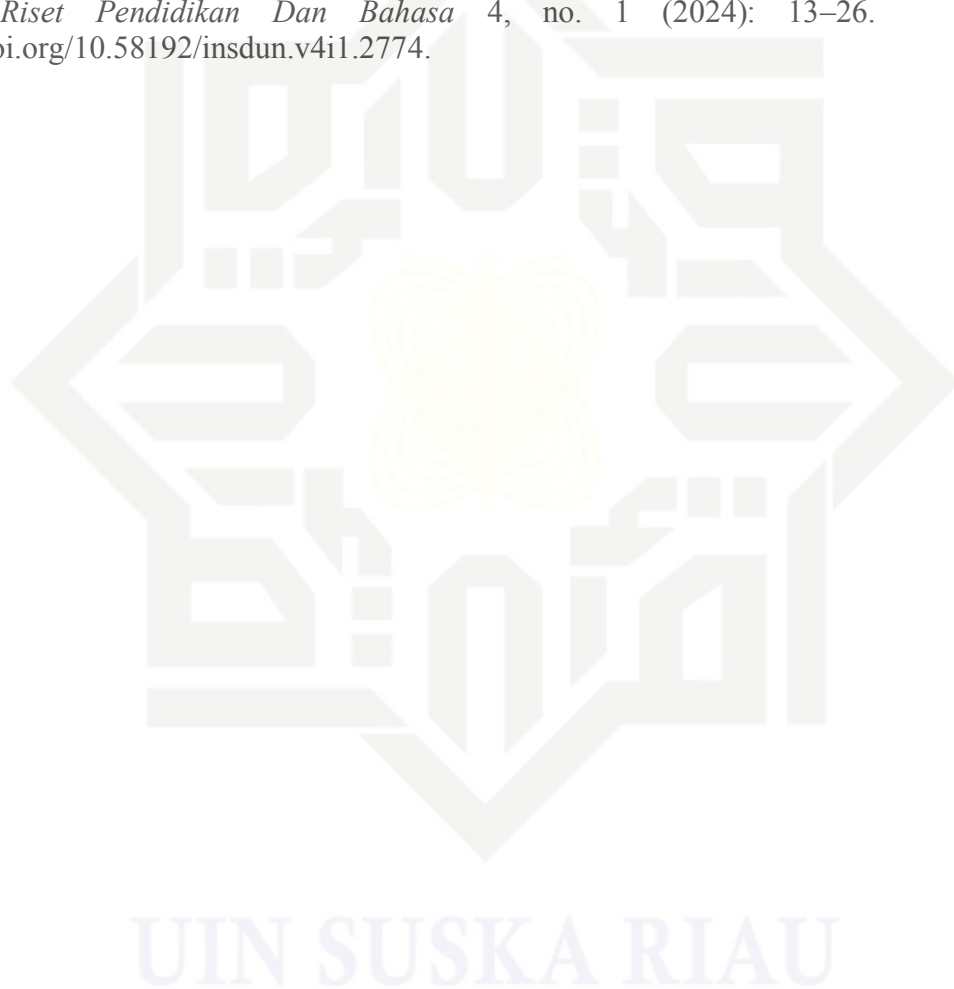 Riset Pendidikan Dan Bahasa 4, no. 1 (2024): 13–26.
oi.org/10.58192/insdun.v4i1.2774.
UIN SUSKA RIAU